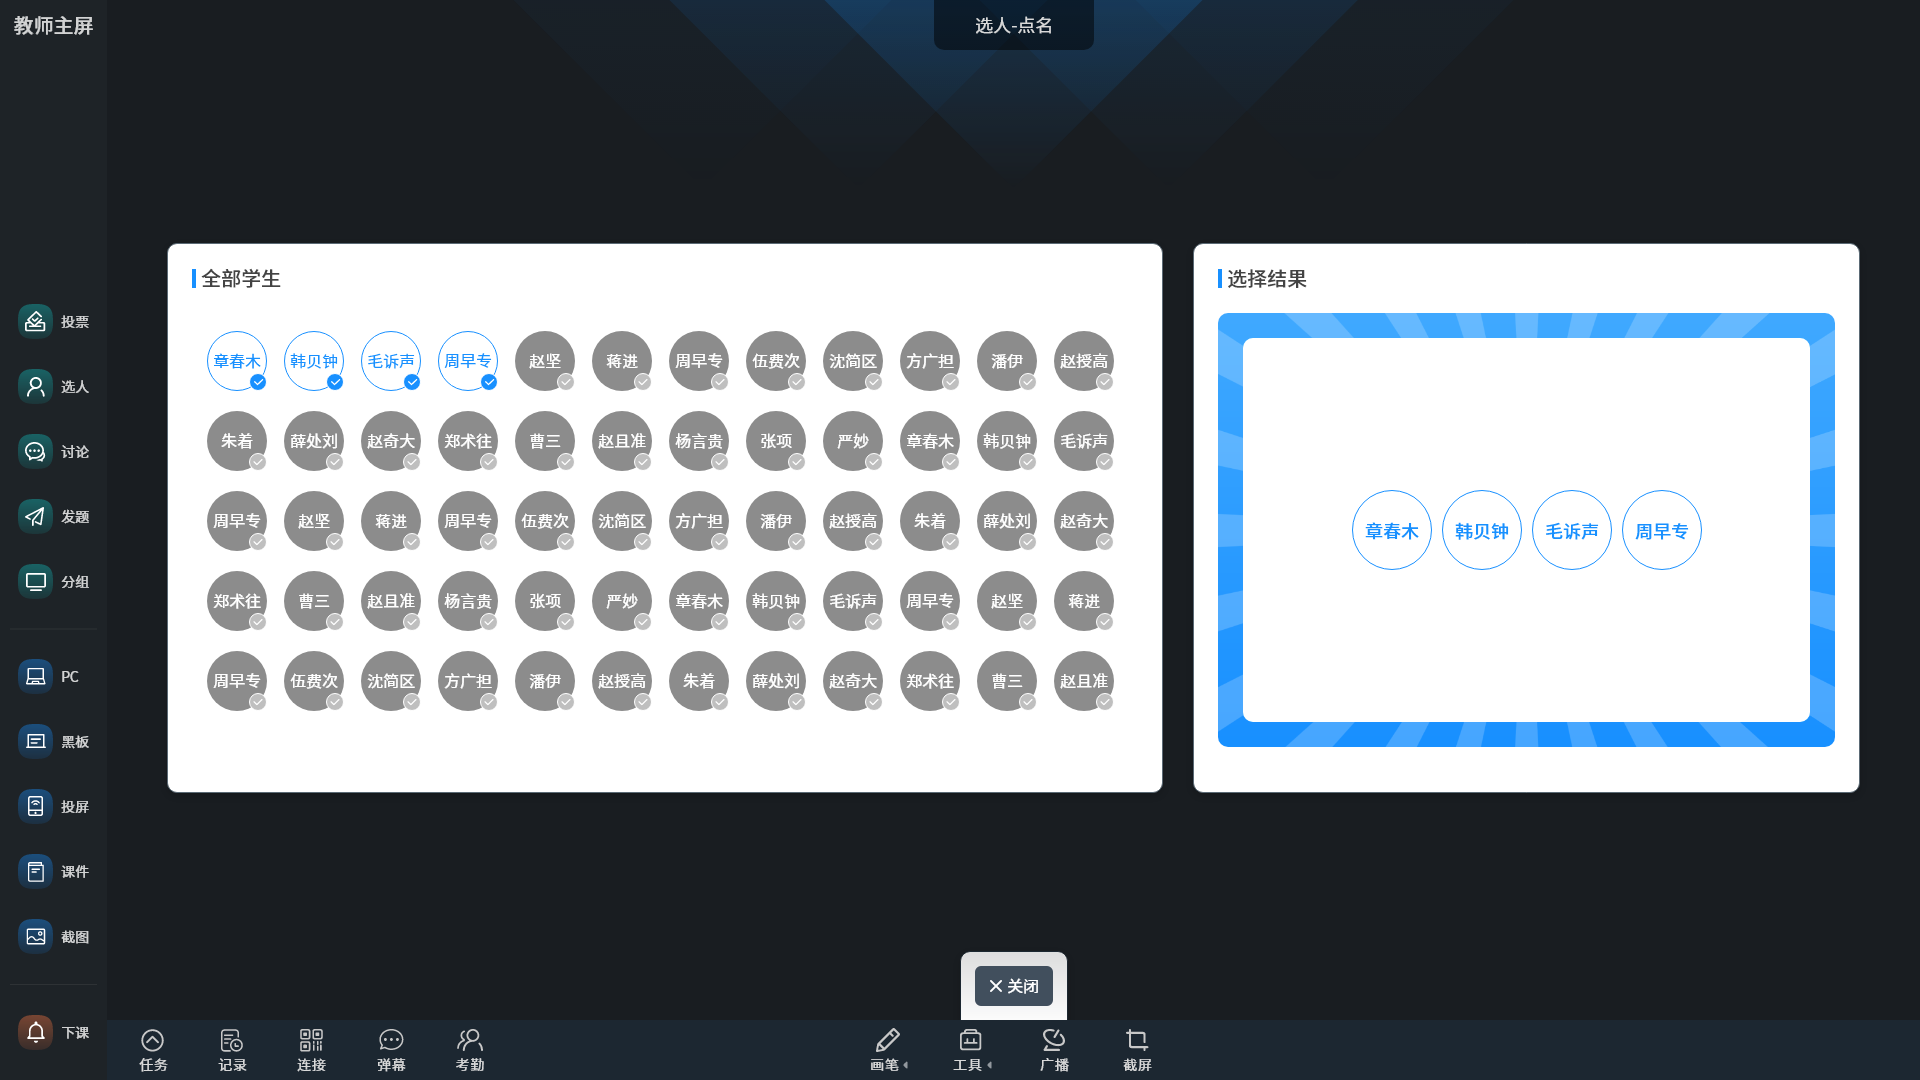 教师主屏
选人-点名
投票
选人
讨论
发题
分组
PC
黑板
投屏
课件
截图
下课
全部学生
章春木 韩贝钟 毛诉声 周早专 赵坚 蒋进 周早专 伍费次 沈简区 方广担 潘伊 赵授高
朱着 薛处刘 赵奇大 郑术往 曹三 赵且准 杨言贵 张项 严妙 章春木 韩贝钟 毛诉声
周早专 赵坚 蒋进 周早专 伍费次 沈简区 方广担 潘伊 赵授高 朱着 薛处刘 赵奇大
郑术往 曹三 赵且准 杨言贵 张项 严妙 章春木 韩贝钟 毛诉声 周早专 赵坚 蒋进
周早专 伍费次 沈简区 方广担 潘伊 赵授高 朱着 薛处刘 赵奇大 郑术往 曹三 赵且准
选择结果
章春木 韩贝钟 毛诉声 周早专
关闭
任务 记录 连接 弹幕 考勤 画笔 工具 广播 截屏